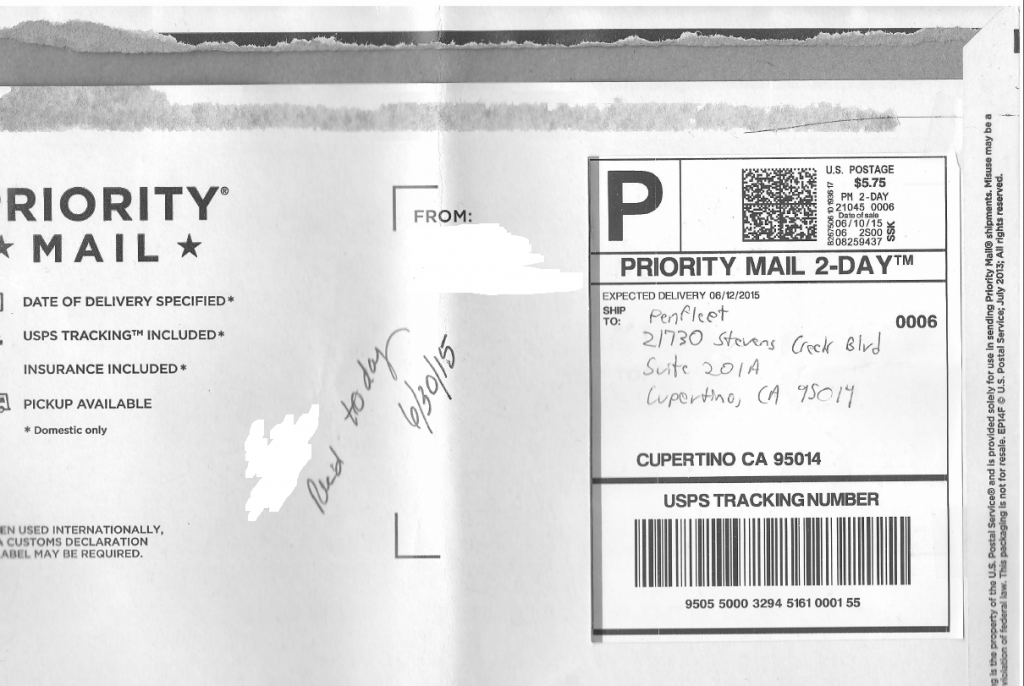 PRIORITY®
★ MAIL ★
DATE OF DELIVERY SPECIFIED*
USPS TRACKING™ INCLUDED*
INSURANCE INCLUDED*
PICKUP AVAILABLE
* Domestic only
EN USED INTERNATIONALLY,
A CUSTOMS DECLARATION
LABEL MAY BE REQUIRED.
FROM:
Rec'd today
6/30/15
P
U.S. POSTAGE
$5.75
PM 2-DAY
21045 0006
Date of sale
06/10/15
06 2S00
08259437
SSK
PRIORITY MAIL 2-DAY™
EXPECTED DELIVERY 06/12/2015
0006
SHIP
TO:
Penfleet
21730 Stevens Creek Blvd
Suite 201A
Cupertino, CA 95014
CUPERTINO CA 95014
USPS TRACKING NUMBER
9505 5000 3294 5161 0001 55
g is the property of the U.S. Postal Service® and is provided solely for use in sending Priority Mail® shipments. Misuse may be a
violation of federal law. This packaging is not for resale. EP14F © U.S. Postal Service; July 2013; All rights reserved.